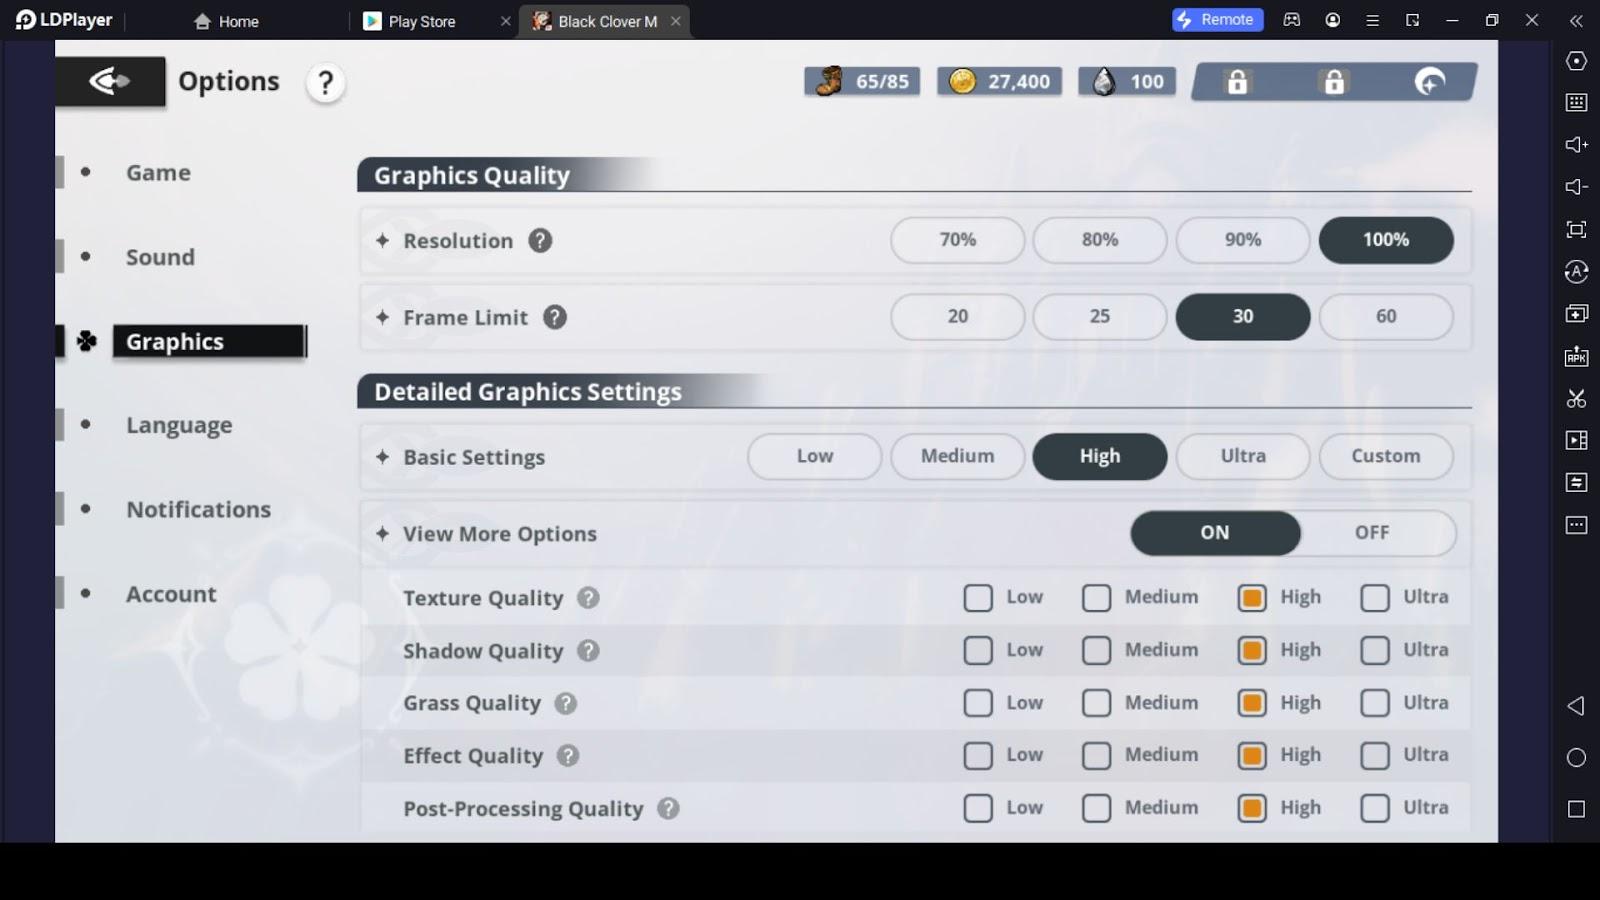 LDPlayer
Home
Play Store
Black Clover M
Remote
Options ?
65/85
27,400
100
Game
Sound
Graphics
Language
Notifications
Account
Graphics Quality
Resolution ? 70% 80% 90% 100%
Frame Limit ? 20 25 30 60
Detailed Graphics Settings
Basic Settings Low Medium High Ultra Custom
View More Options ON OFF
Texture Quality ? Low Medium High Ultra
Shadow Quality ? Low Medium High Ultra
Grass Quality ? Low Medium High Ultra
Effect Quality ? Low Medium High Ultra
Post-Processing Quality ? Low Medium High Ultra
APK